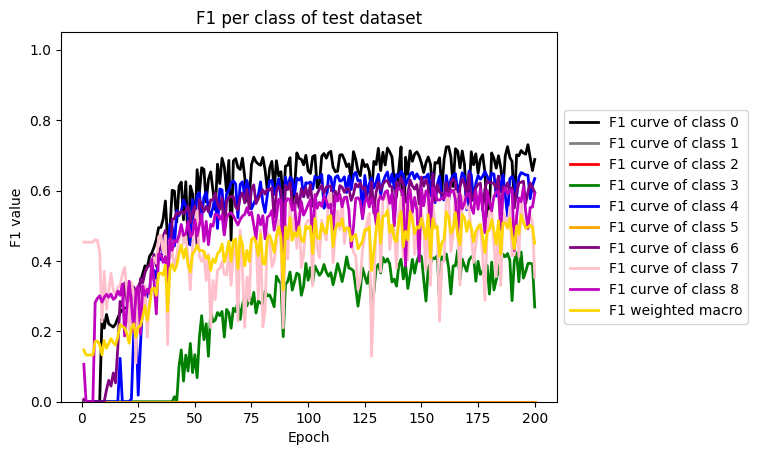 F1 per class of test dataset
F1 value
1.0
0.8
0.6
0.4
0.2
0.0
0
25
50
75
100
125
150
175
200
Epoch
F1 curve of class 0
F1 curve of class 1
F1 curve of class 2
F1 curve of class 3
F1 curve of class 4
F1 curve of class 5
F1 curve of class 6
F1 curve of class 7
F1 curve of class 8
F1 weighted macro